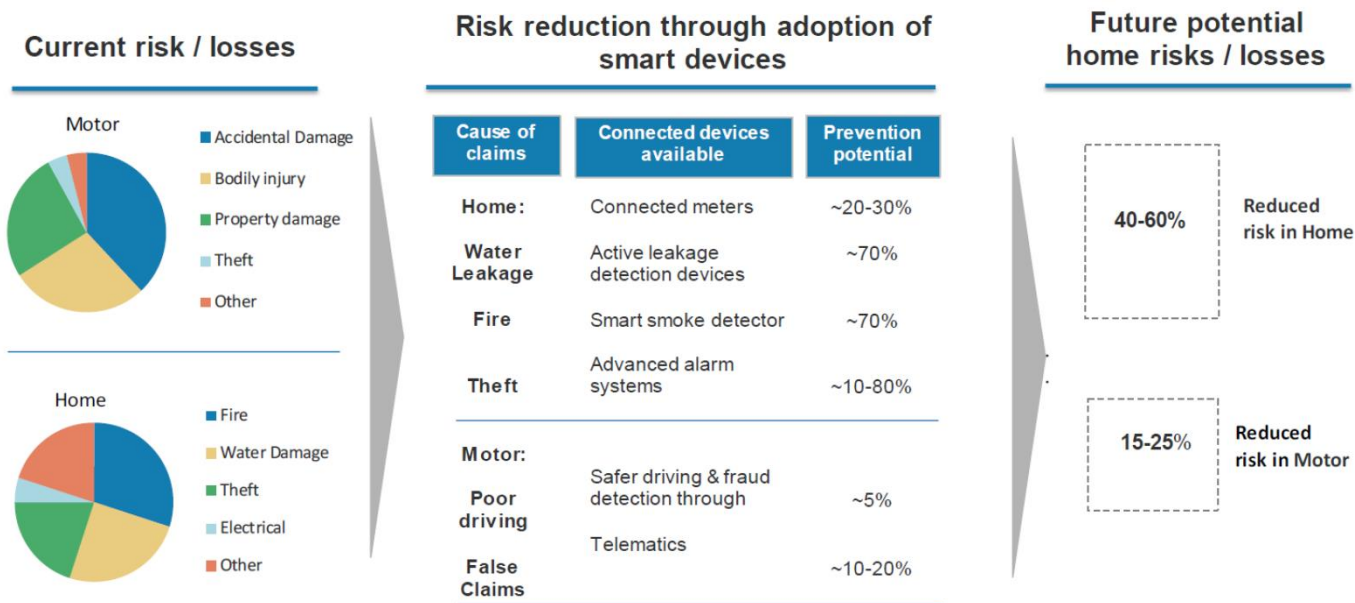 Current risk / losses
Motor
Accidental Damage
Bodily injury
Property damage
Theft
Other
Home
Fire
Water Damage
Theft
Electrical
Other
Risk reduction through adoption of
smart devices
Cause of
claims
Connected devices
available
Prevention
potential
Home:
Connected meters
~20-30%
Water
Leakage
Active leakage
detection devices
~70%
Fire
Smart smoke detector
~70%
Theft
Advanced alarm
systems
~10-80%
Motor:
Poor
driving
Safer driving & fraud
detection through
~5%
Telematics
False
Claims
~10-20%
Future potential
home risks / losses
40-60%
Reduced
risk in Home
15-25%
Reduced
risk in Motor